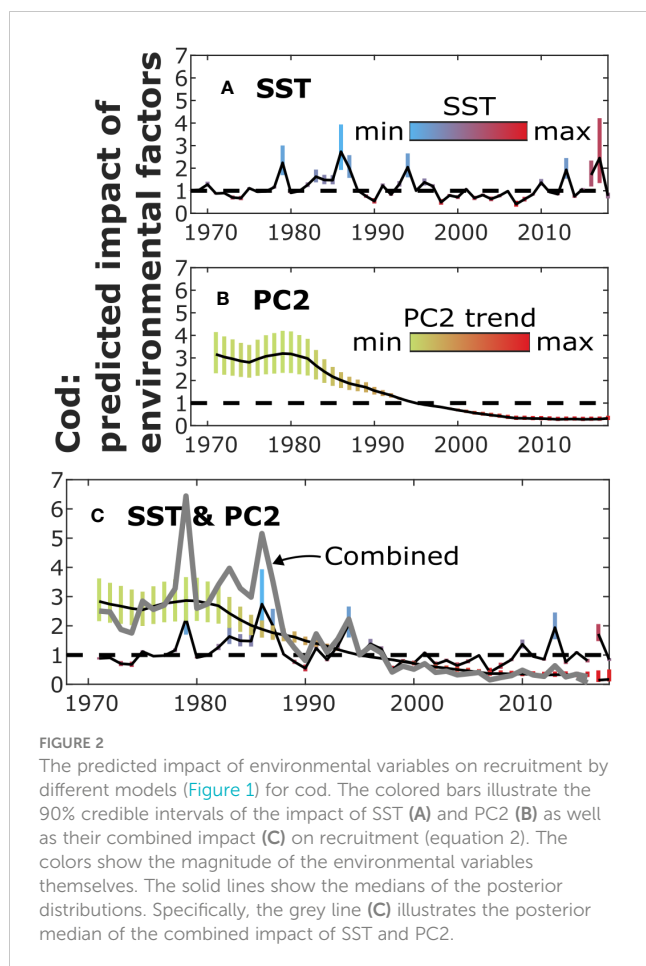 Cod:
predicted impact of
environmental factors
A SST
SST
min max
7
6
5
4
3
2
1
0
1970 1980 1990 2000 2010
B PC2
PC2 trend
min max
7
6
5
4
3
2
1
0
1970 1980 1990 2000 2010
C SST & PC2
Combined
7
6
5
4
3
2
1
0
1970 1980 1990 2000 2010
FIGURE 2
The predicted impact of environmental variables on recruitment by
different models (Figure 1) for cod. The colored bars illustrate the
90% credible intervals of the impact of SST (A) and PC2 (B) as well
as their combined impact (C) on recruitment (equation 2). The
colors show the magnitude of the environmental variables
themselves. The solid lines show the medians of the posterior
distributions. Specifically, the grey line (C) illustrates the posterior
median of the combined impact of SST and PC2.